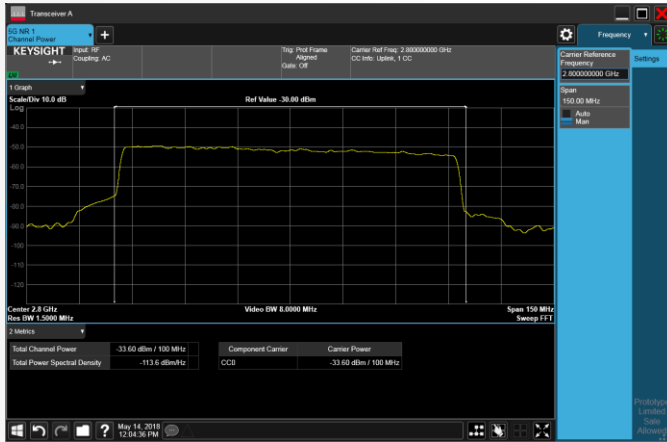 Transceiver A
5G NR 1
Channel Power
+
Frequency
KEYSIGHT
Input: RF
Coupling: AC
Trig: Prot Frame
Aligned
Gate: Off
Carrier Ref Freq: 2.800000000 GHz
CC Info: Uplink, 1 CC
Carrier Reference
Frequency
2.800000000 GHz
Settings
Span
150.00 MHz
Auto
Man
1 Graph
Scale/Div 10.0 dB
Ref Value -30.00 dBm
Log
-40.0
-50.0
-60.0
-70.0
-80.0
-90.0
-100
-110
-120
Center 2.8 GHz
Video BW 8.0000 MHz
Span 150 MHz
Res BW 1.5000 MHz
Sweep FFT
2 Metrics
Total Channel Power
-33.60 dBm / 100 MHz
Total Power Spectral Density
-113.6 dBm/Hz
Component Carrier
Carrier Power
CC0
-33.60 dBm / 100 MHz
?
May 14, 2018
12:04:36 PM
Prototype
Limited
Sale
Allowed